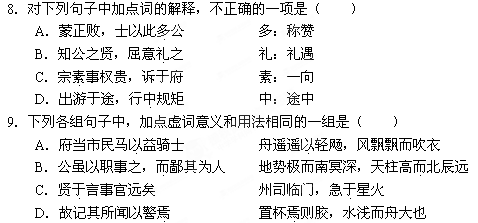 8．对下列句子中加点词的解释，不正确的一项是（　　）
A．蒙正败，士以此多公　　多：称赞
B．知公之贤，屈意礼之　　礼：礼遇
C．宗素事权贵，诉于府　　素：一向
D．出游于途，行中规矩　　中：途中
9．下列各组句子中，加点虚词意义和用法相同的一组是（　　）
A．府当市民马以益骑士　　舟遥遥以轻飏，风飘飘而吹衣
B．公虽以职事之，而鄙其为人　　地势极而南冥深，天柱高而北辰远
C．贤于言事官远矣　　州司临门，急于星火
D．故记其所闻以警焉　　置杯焉则胶，水浅而舟大也